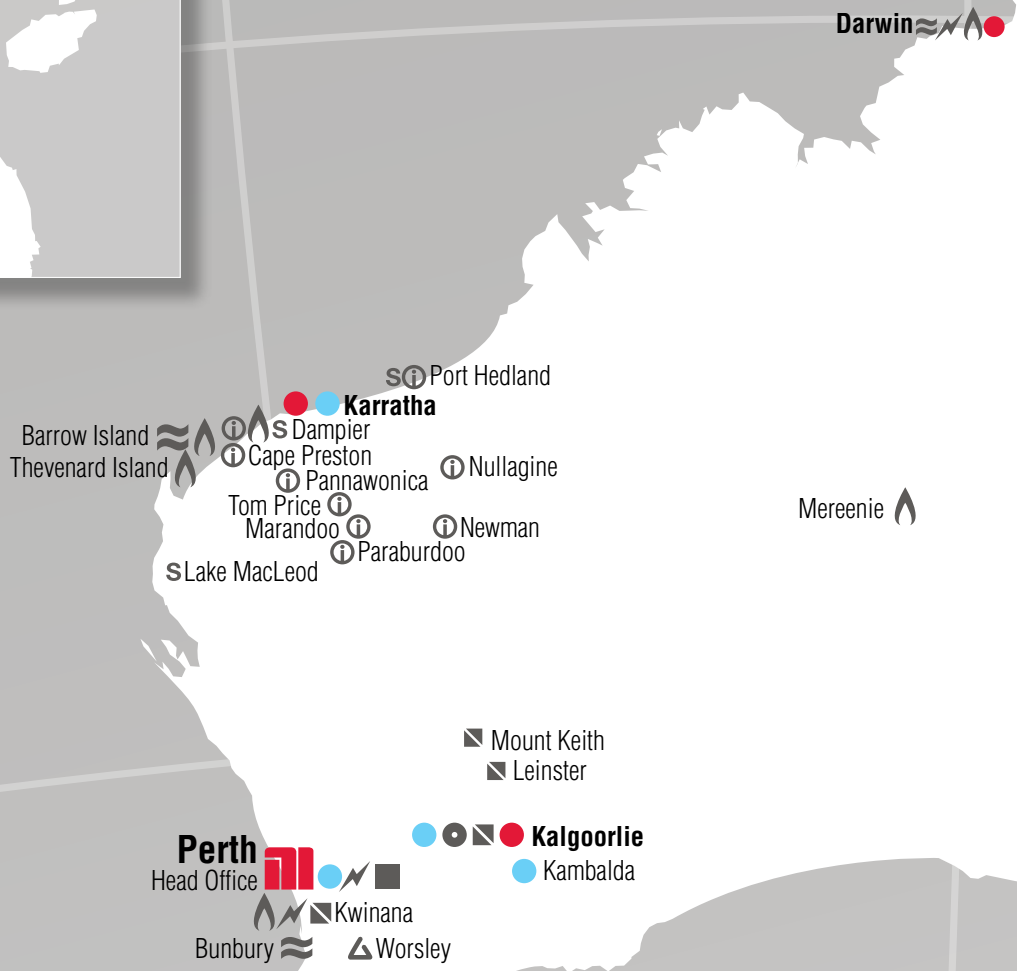 Darwin
S Port Hedland
Karratha
Barrow Island
S Dampier
Thevenard Island
Cape Preston
Nullagine
Pannawonica
Tom Price
Mereenie
Marandoo
Newman
Paraburdoo
S Lake MacLeod
Mount Keith
Leinster
Kalgoorlie
Perth
Head Office
Kambalda
Kwinana
Bunbury
Worsley